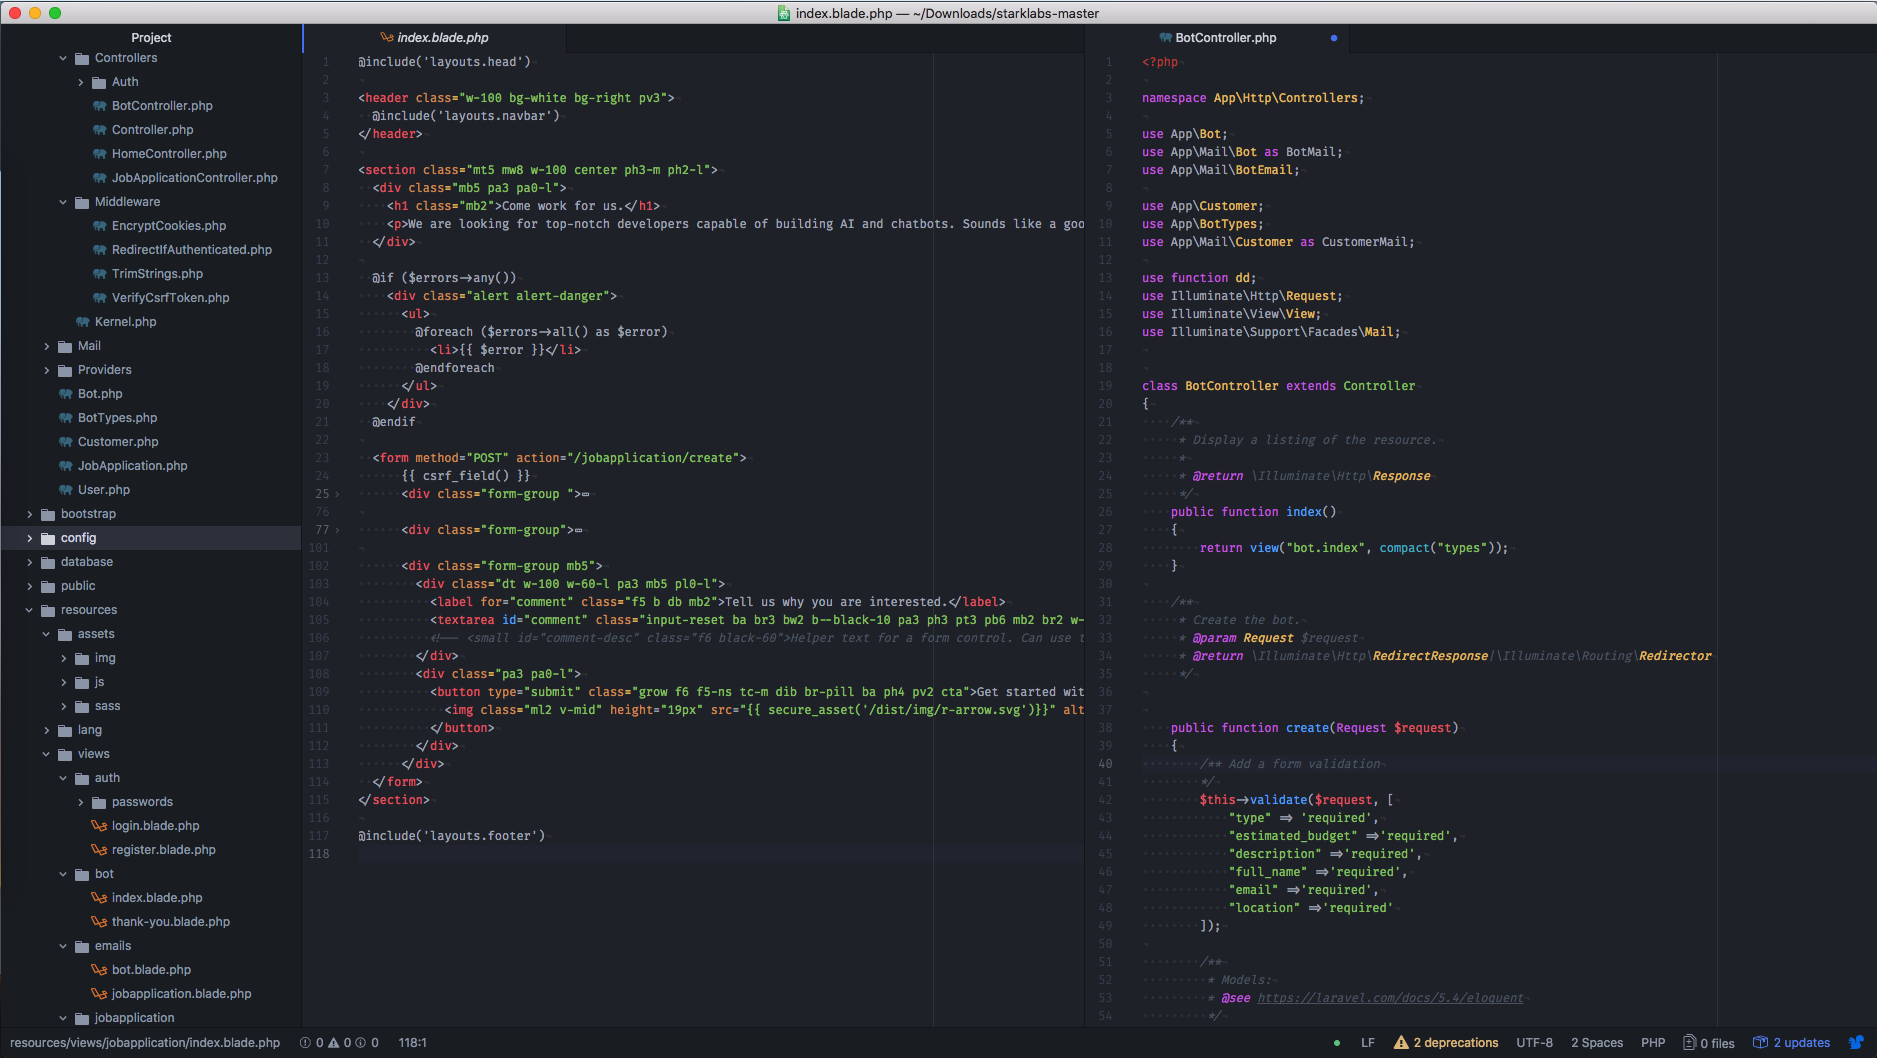 index.blade.php — ~/Downloads/starklabs-master
Project
Controllers
Auth
BotController.php
Controller.php
HomeController.php
JobApplicationController.php
Middleware
EncryptCookies.php
RedirectIfAuthenticated.php
TrimStrings.php
VerifyCsrfToken.php
Kernel.php
Mail
Providers
Bot.php
BotTypes.php
Customer.php
JobApplication.php
User.php
bootstrap
config
database
public
resources
assets
img
js
sass
lang
views
auth
passwords
login.blade.php
register.blade.php
bot
index.blade.php
thank-you.blade.php
emails
bot.blade.php
jobapplication.blade.php
jobapplication
index.blade.php
1 @include('layouts.head')
2
3 <header class="w-100 bg-white bg-right pv3">
4 @include('layouts.navbar')
5 </header>
6
7 <section class="mt5 mw8 w-100 center ph3-m ph2-l">
8 <div class="mb5 pa3 pa0-l">
9 <h1 class="mb2">Come work for us.</h1>
10 <p>We are looking for top-notch developers capable of building AI and chatbots. Sounds like a goo
11 </div>
12
13 @if ($errors->any())
14 <div class="alert alert-danger">
15 <ul>
16 @foreach ($errors->all() as $error)
17 <li>{{ $error }}</li>
18 @endforeach
19 </ul>
20 </div>
21 @endif
22
23 <form method="POST" action="/jobapplication/create">
24 {{ csrf_field() }}
25 <div class="form-group ">
76
77 <div class="form-group">
101
102 <div class="form-group mb5">
103 <div class="dt w-100 w-60-l pa3 mb5 pl0-l">
104 <label for="comment" class="f5 b db mb2">Tell us why you are interested.</label>
105 <textarea id="comment" class="input-reset ba br3 bw2 b--black-10 pa3 ph3 pt3 pb6 mb2 br2 w-
106 <!-- <small id="comment-desc" class="f6 black-60">Helper text for a form control. Can use t
107 </div>
108 <div class="pa3 pa0-l">
109 <button type="submit" class="grow f6 f5-ns tc-m dib br-pill ba ph4 pv2 cta">Get started wit
110 <img class="ml2 v-mid" height="19px" src="{{ secure_asset('/dist/img/r-arrow.svg')}}" alt
111 </button>
112 </div>
113 </div>
114 </form>
115 </section>
116
117 @include('layouts.footer')
118
BotController.php
1 <?php
2
3 namespace App\Http\Controllers;
4
5 use App\Bot;
6 use App\Mail\Bot as BotMail;
7 use App\Mail\BotEmail;
8
9 use App\Customer;
10 use App\BotTypes;
11 use App\Mail\Customer as CustomerMail;
12
13 use function dd;
14 use Illuminate\Http\Request;
15 use Illuminate\View\View;
16 use Illuminate\Support\Facades\Mail;
17
18
19 class BotController extends Controller
20 {
21 /**
22 * Display a listing of the resource.
23 *
24 * @return \Illuminate\Http\Response
25 */
26 public function index()
27 {
28 return view("bot.index", compact("types"));
29 }
30
31 /**
32 * Create the bot.
33 * @param Request $request
34 * @return \Illuminate\Http\RedirectResponse|\Illuminate\Routing\Redirector
35 */
36
37
38 public function create(Request $request)
39 {
40 /** Add a form validation
41 */
42 $this->validate($request, [
43 "type" => 'required',
44 "estimated_budget" =>'required',
45 "description" =>'required',
46 "full_name" =>'required',
47 "email" =>'required',
48 "location" =>'required'
49 ]);
50
51 /**
52 * Models:
53 * @see https://laravel.com/docs/5.4/eloquent
54 */
resources/views/jobapplication/index.blade.php 0 0 0 118:1 LF 2 deprecations UTF-8 2 Spaces PHP 0 files 2 updates